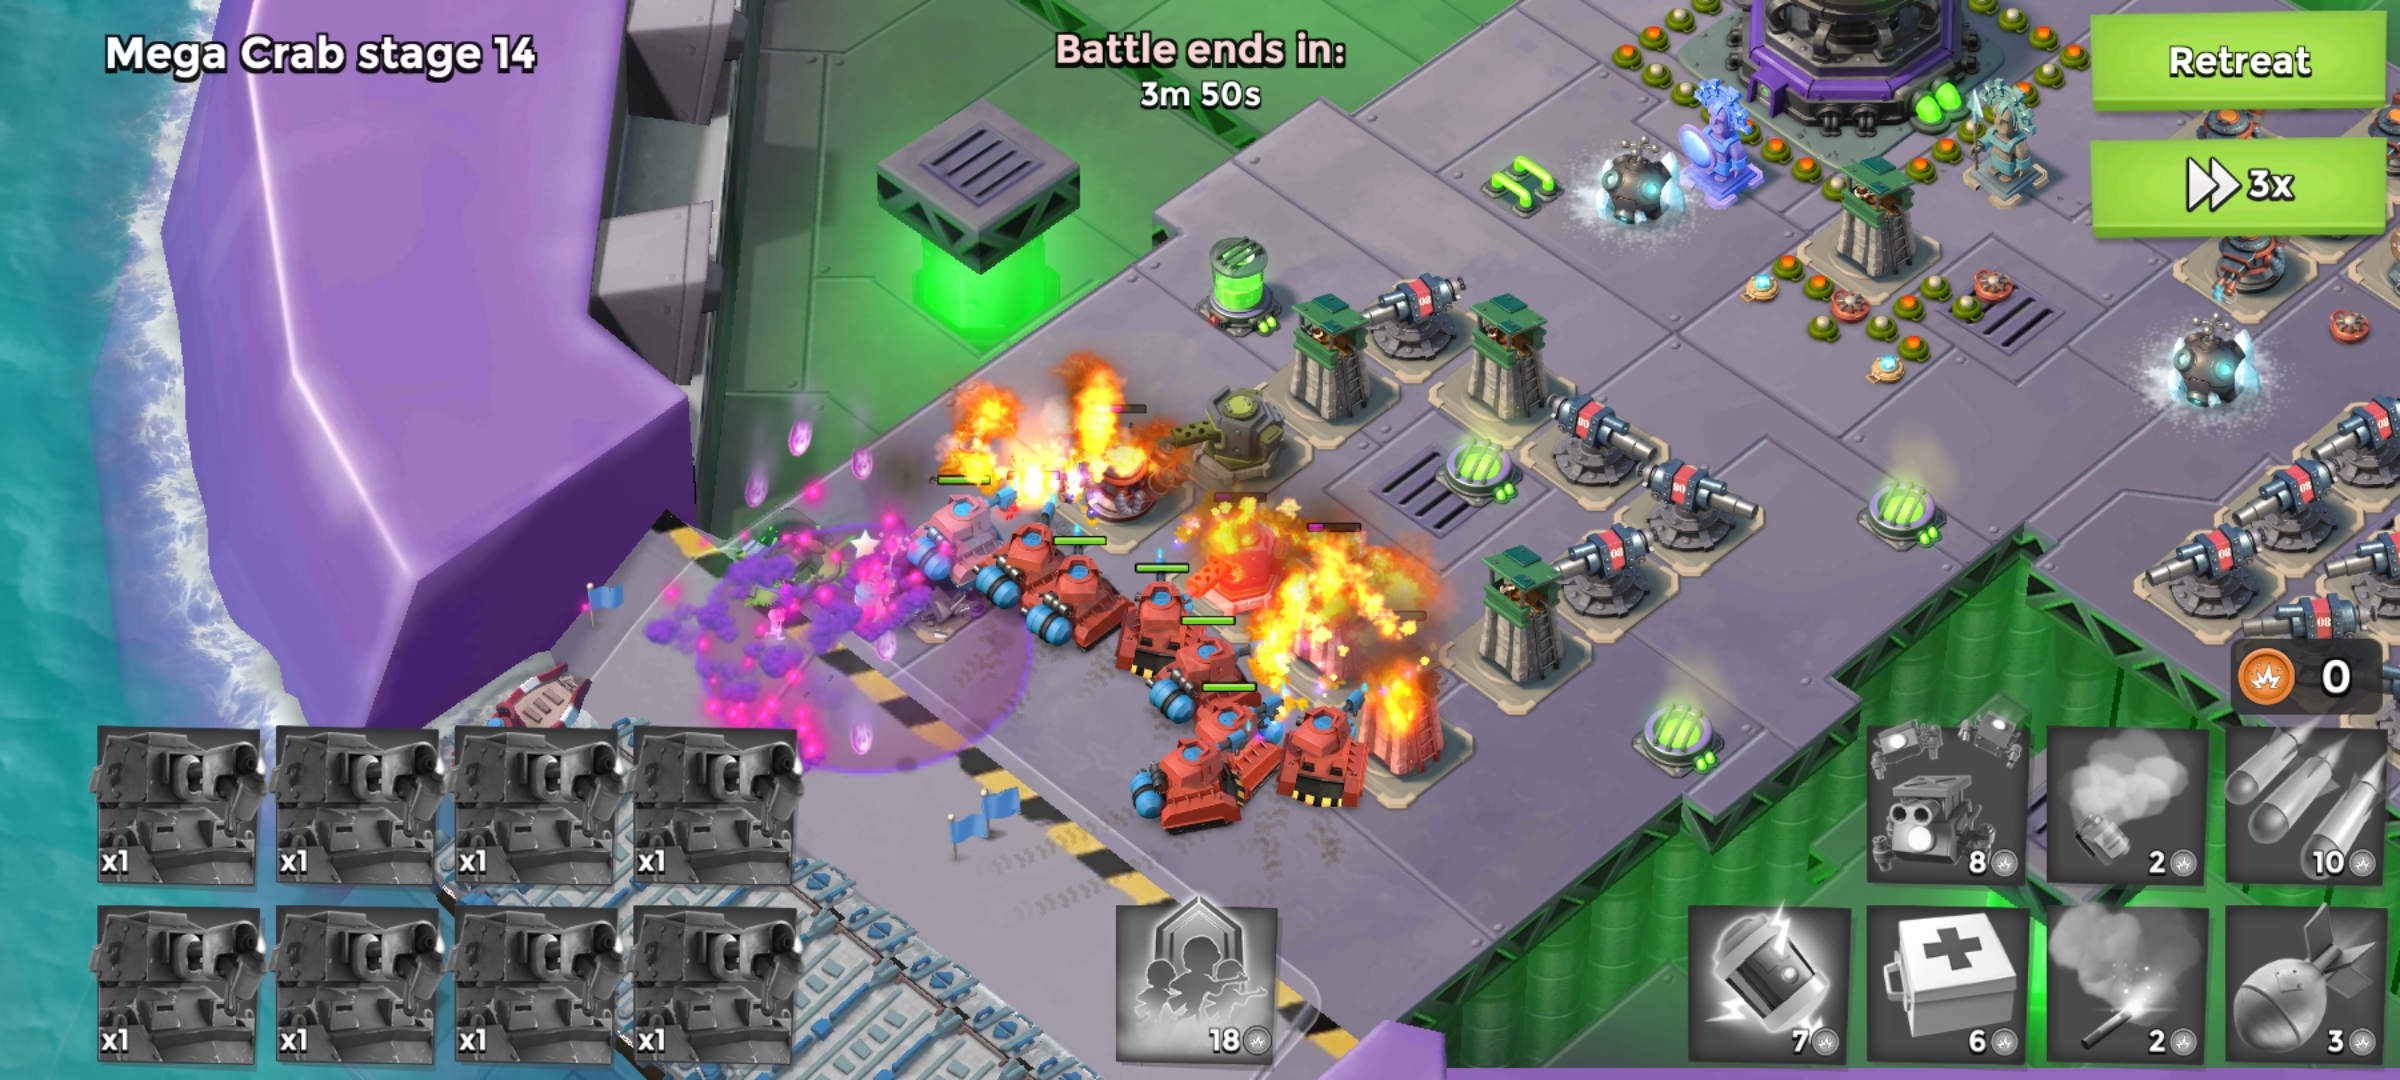 Mega Crab stage 14
Battle ends in:
3m 50s
Retreat
3x
0
x1
x1
x1
x1
8
2
10
x1
x1
x1
x1
18
7
6
2
3